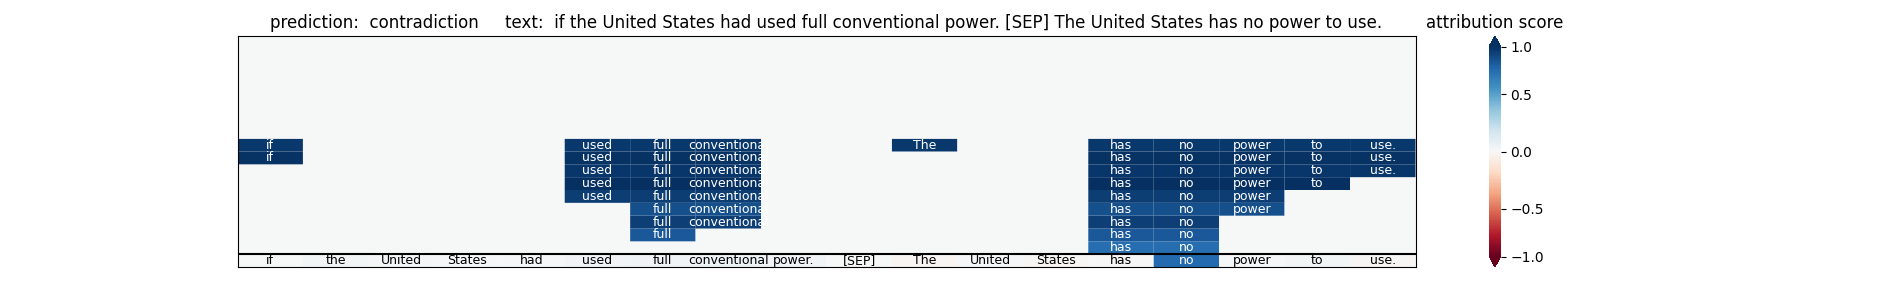 prediction: contradiction text: if the United States had used full conventional power. [SEP] The United States has no power to use. attribution score
1.0
if used full conventiona The has no power to use.
if used full conventiona has no power to use.
0.5
used full conventiona has no power to use.
used full conventiona has no power to
used full conventiona has no power
0.0
full conventiona has no power
full conventiona has no
full has no
has no
−0.5
if the United States had used full conventional power. [SEP] The United States has no power to use.
−1.0